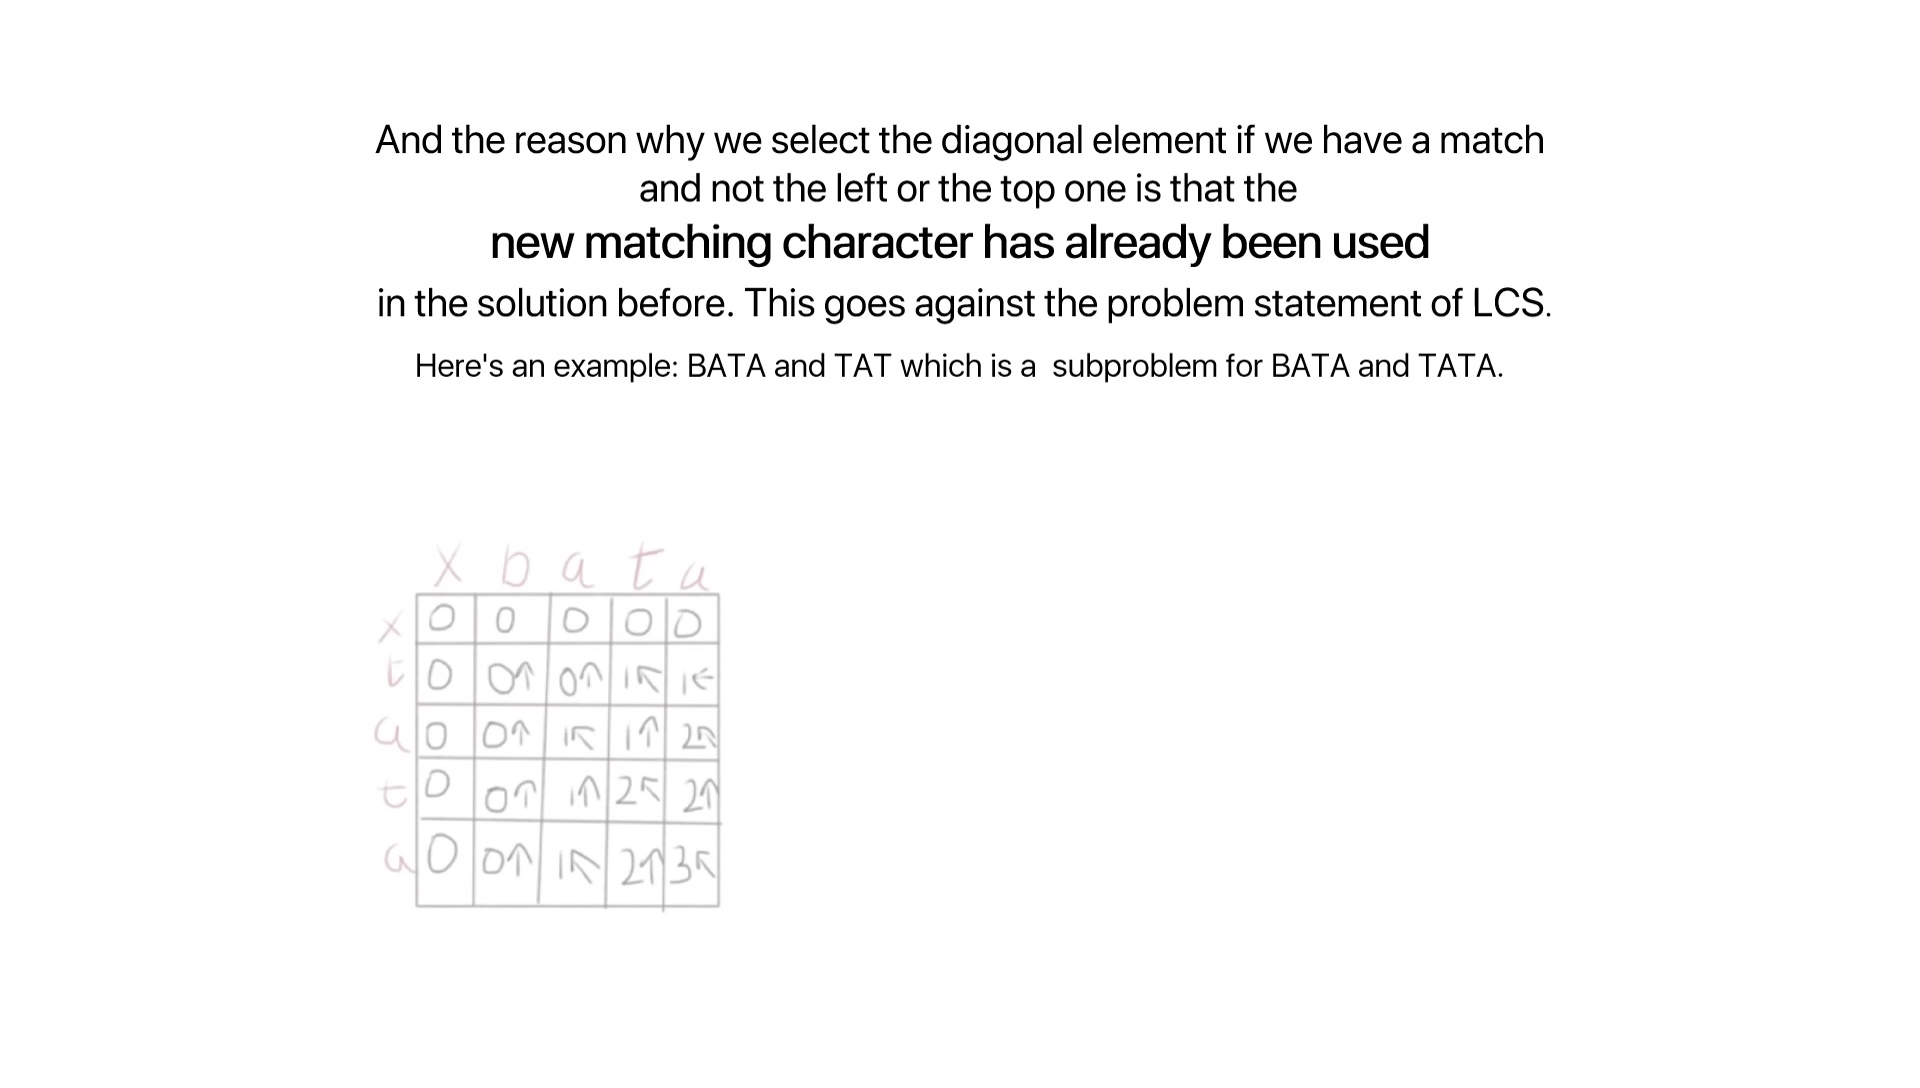 And the reason why we select the diagonal element if we have a match
and not the left or the top one is that the
new matching character has already been used
in the solution before. This goes against the problem statement of LCS.
Here's an example: BATA and TAT which is a subproblem for BATA and TATA.
X b a t a
x 0 0 0 0 0
t 0 0↑ 0↑ 1↖ 1←
a 0 0↑ 1↖ 1↑ 2↖
t 0 0↑ 1↑ 2↖ 2↑
a 0 0↑ 1↖ 2↑ 3↖